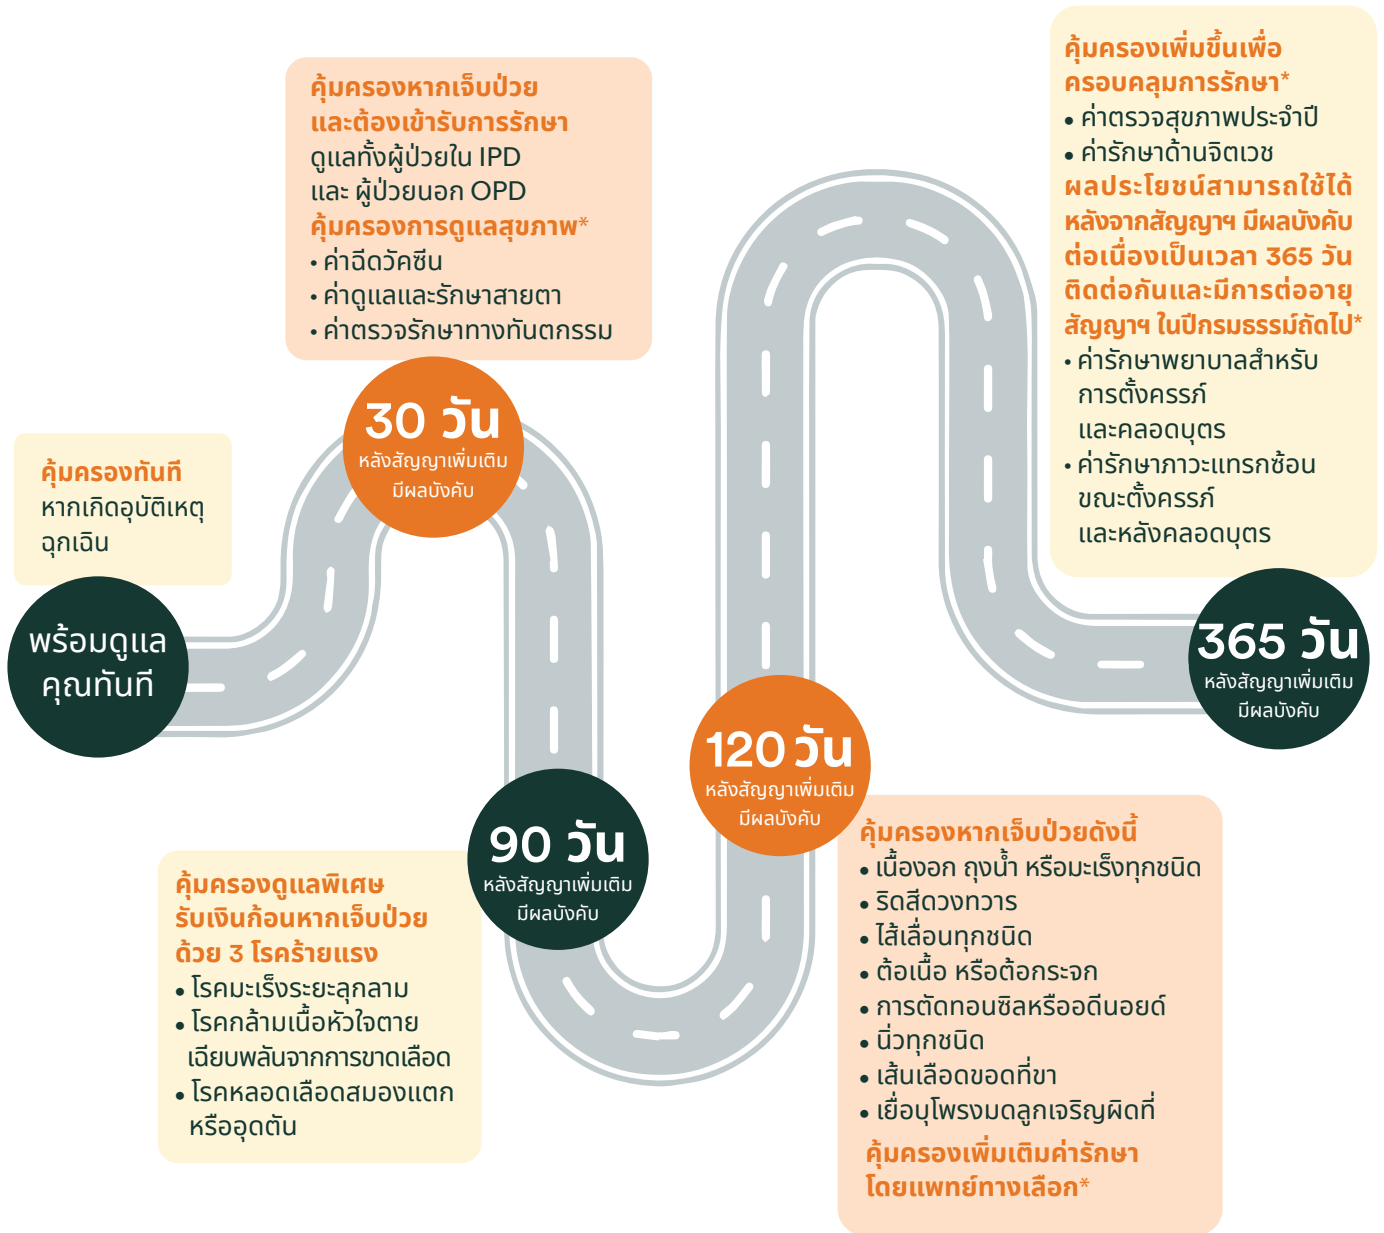 คุ้มครองทันที
หากเกิดอุบัติเหตุ
ฉุกเฉิน
พร้อมดูแล
คุณทันที
คุ้มครองหากเจ็บป่วย
และต้องเข้ารับการรักษา
ดูแลทั้งผู้ป่วยใน IPD
และ ผู้ป่วยนอก OPD
คุ้มครองการดูแลสุขภาพ*
• ค่าฉีดวัคซีน
• ค่าดูแลและรักษาสายตา
• ค่าตรวจรักษาทางทันตกรรม
30 วัน
หลังสัญญาเพิ่มเติม
มีผลบังคับ
90 วัน
หลังสัญญาเพิ่มเติม
มีผลบังคับ
คุ้มครองดูแลพิเศษ
รับเงินก้อนหากเจ็บป่วย
ด้วย 3 โรคร้ายแรง
• โรคมะเร็งระยะลุกลาม
• โรคกล้ามเนื้อหัวใจตาย
เฉียบพลันจากการขาดเลือด
• โรคหลอดเลือดสมองแตก
หรืออุดตัน
120 วัน
หลังสัญญาเพิ่มเติม
มีผลบังคับ
คุ้มครองหากเจ็บป่วยดังนี้
• เนื้องอก ถุงน้ำ หรือมะเร็งทุกชนิด
• ริดสีดวงทวาร
• ไส้เลื่อนทุกชนิด
• ต้อเนื้อ หรือต้อกระจก
• การตัดทอนซิลหรืออดีนอยด์
• นิ่วทุกชนิด
• เส้นเลือดขอดที่ขา
• เยื่อบุโพรงมดลูกเจริญผิดที่
คุ้มครองเพิ่มเติมค่ารักษา
โดยแพทย์ทางเลือก*
คุ้มครองเพิ่มขึ้นเพื่อ
ครอบคลุมการรักษา*
• ค่าตรวจสุขภาพประจำปี
• ค่ารักษาด้านจิตเวช
ผลประโยชน์สามารถใช้ได้
หลังจากสัญญาฯ มีผลบังคับ
ต่อเนื่องเป็นเวลา 365 วัน
ติดต่อกันและมีการต่ออายุ
สัญญาฯ ในปีกรมธรรม์ถัดไป*
• ค่ารักษาพยาบาลสำหรับ
การตั้งครรภ์
และคลอดบุตร
• ค่ารักษาภาวะแทรกซ้อน
ขณะตั้งครรภ์
และหลังคลอดบุตร
365 วัน
หลังสัญญาเพิ่มเติม
มีผลบังคับ